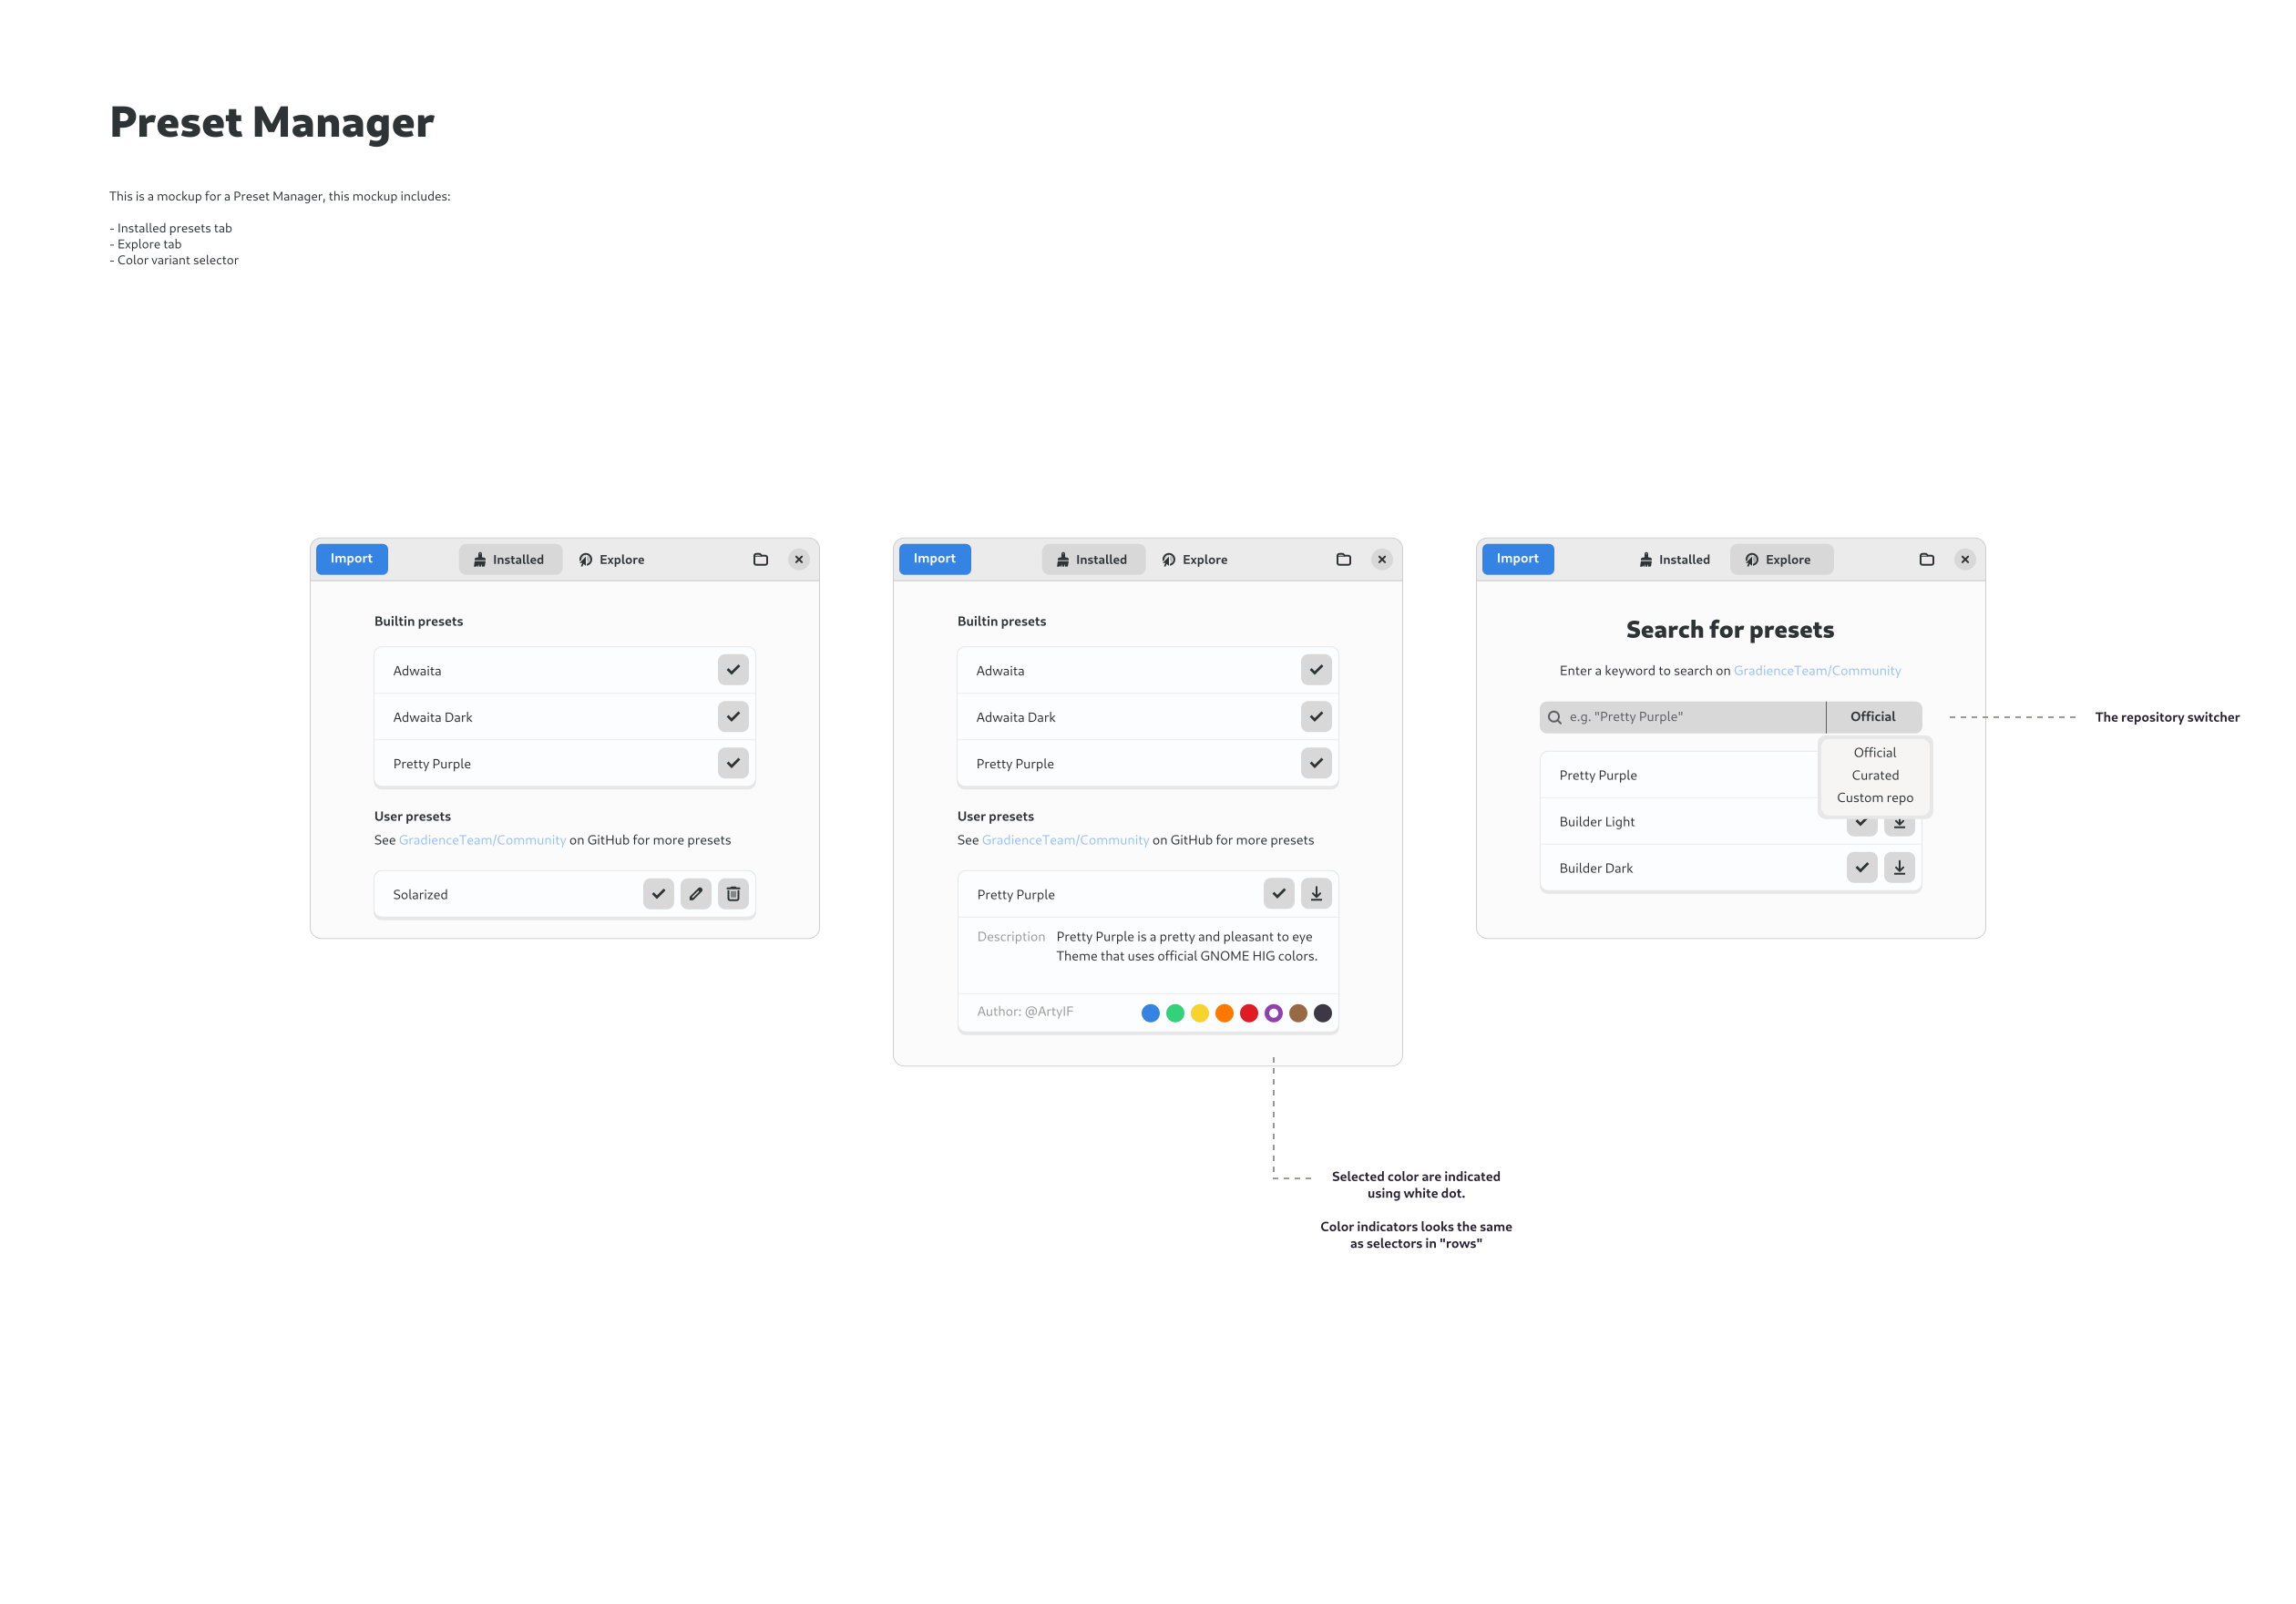 Preset Manager
This is a mockup for a Preset Manager, this mockup includes:
- Installed presets tab
- Explore tab
- Color variant selector
Import
Installed
Explore
Builtin presets
Adwaita
Adwaita Dark
Pretty Purple
User presets
See GradienceTeam/Community on GitHub for more presets
Solarized
Import
Installed
Explore
Builtin presets
Adwaita
Adwaita Dark
Pretty Purple
User presets
See GradienceTeam/Community on GitHub for more presets
Pretty Purple
Description Pretty Purple is a pretty and pleasant to eye
Theme that uses official GNOME HIG colors.
Author: @ArtyIF
Selected color are indicated
using white dot.
Color indicators looks the same
as selectors in "rows"
Import
Installed
Explore
Search for presets
Enter a keyword to search on GradienceTeam/Community
e.g. "Pretty Purple"
Official
Official
Curated
Custom repo
Pretty Purple
Builder Light
Builder Dark
The repository switcher